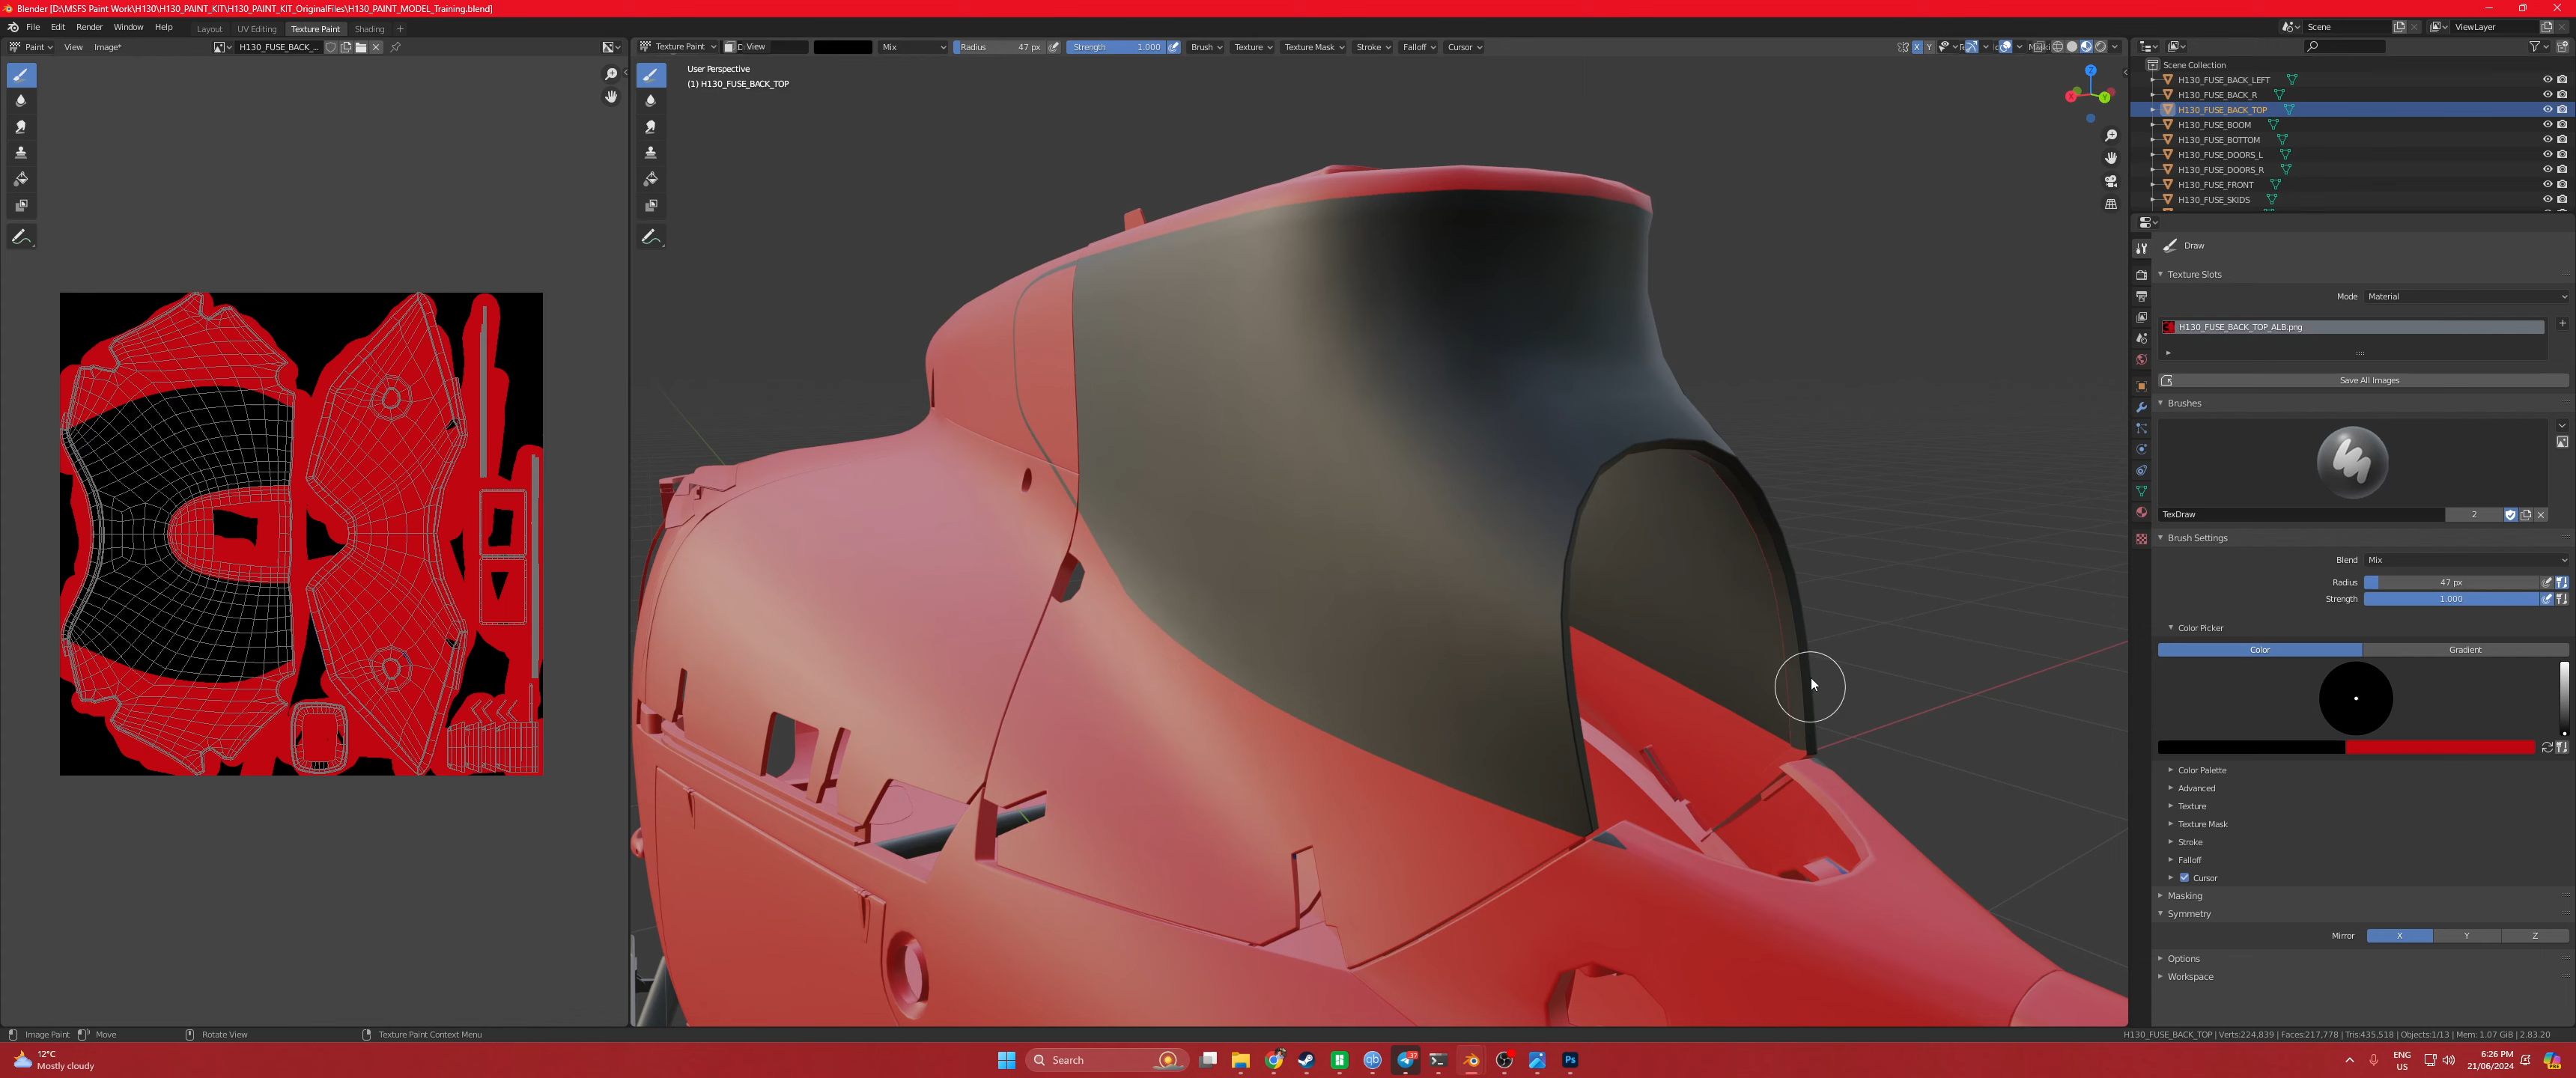 Blender [D:\MSFS Paint Work\H130\H130_PAINT_KIT\H130_PAINT_KIT_OriginalFiles\H130_PAINT_MODEL_Training.blend]
File Edit Render Window Help Layout UV Editing Texture Paint Shading + Scene ViewLayer
Paint View Image* H130_FUSE_BACK_... Texture Paint View Mix Radius 47 px Strength 1.000 Brush Texture Texture Mask Stroke Falloff Cursor X Y
User Perspective
(1) H130_FUSE_BACK_TOP
Z
X Y
Scene Collection
H130_FUSE_BACK_LEFT
H130_FUSE_BACK_R
H130_FUSE_BACK_TOP
H130_FUSE_BOOM
H130_FUSE_BOTTOM
H130_FUSE_DOORS_L
H130_FUSE_DOORS_R
H130_FUSE_FRONT
H130_FUSE_SKIDS
Draw
Texture Slots
Mode Material
H130_FUSE_BACK_TOP_ALB.png
Save All Images
Brushes
TexDraw 2
Brush Settings
Blend Mix
Radius 47 px
Strength 1.000
Color Picker
Color Gradient
Color Palette
Advanced
Texture
Texture Mask
Stroke
Falloff
Cursor
Masking
Symmetry
Mirror X Y Z
Options
Workspace
Image Paint Move Rotate View Texture Paint Context Menu H130_FUSE_BACK_TOP | Verts:224,839 | Faces:217,778 | Tris:435,518 | Objects:1/13 | Mem: 1.07 GiB | 2.83.20
12°C
Mostly cloudy
Search
37
qb
Ps
ENG
US
6:26 PM
21/06/2024